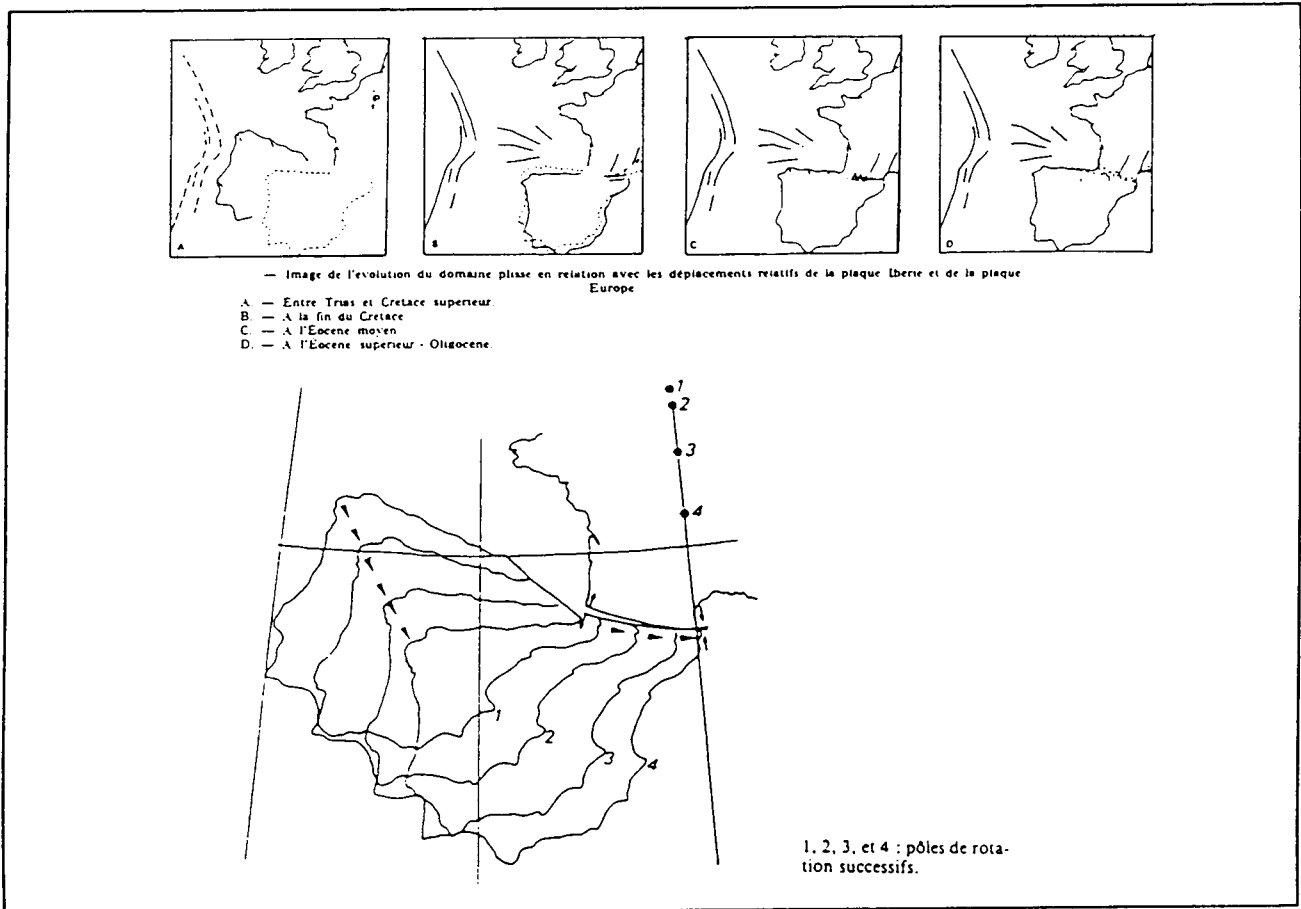 A
B
C
D
— Image de l'evolution du domaine plisse en relation avec les déplacements relatifs de la plaque Iberie et de la plaque
Europe
A. — Entre Trias et Cretace superieur.
B. — A la fin du Cretace
C. — A l'Eocene moyen
D. — A l'Eocene superieur - Oligocene.
1
2
3
4
1
2
3
4
1, 2, 3, et 4 : pôles de rota-
tion successifs.